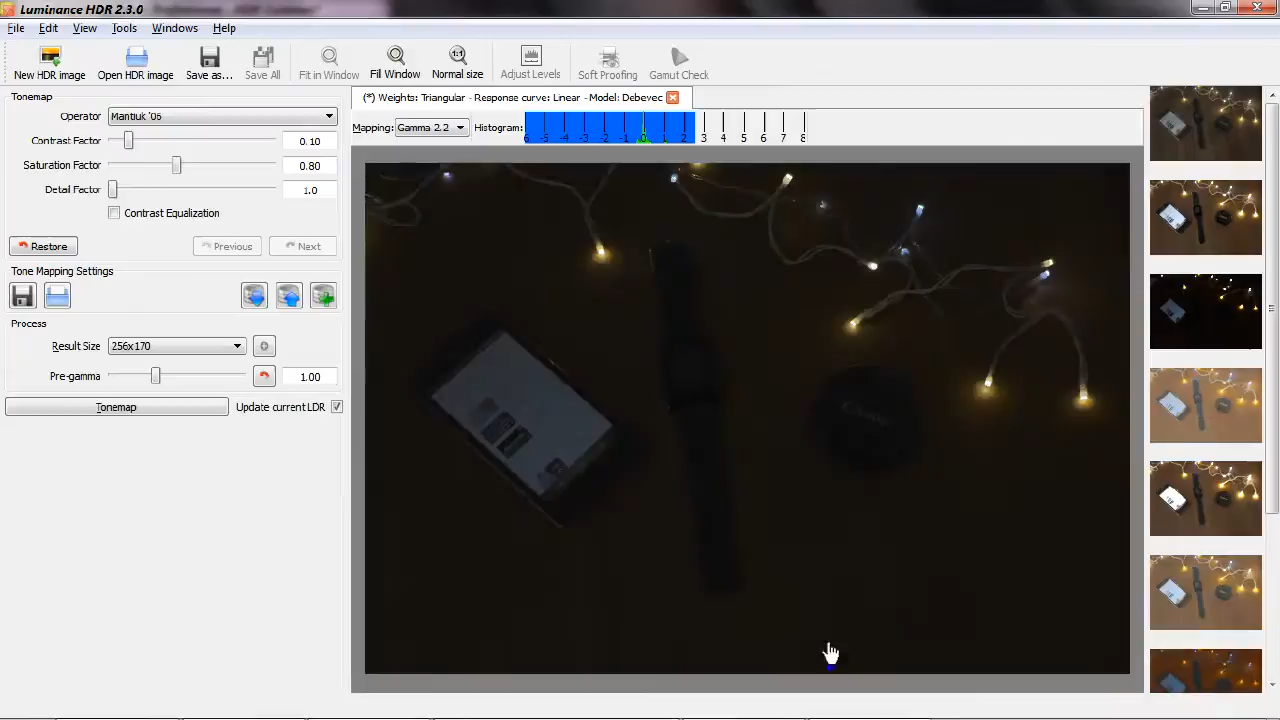 Luminance HDR 2.3.0
File Edit View Tools Windows Help
New HDR image Open HDR image Save as... Save All Fit in Window Fill Window Normal size Adjust Levels Soft Proofing Gamut Check
Tonemap
Operator Mantiuk '06
Contrast Factor 0.10
Saturation Factor 0.80
Detail Factor 1.0
Contrast Equalization
Restore Previous Next
Tone Mapping Settings
Process
Result Size 256x170
Pre-gamma 1.00
Tonemap Update current LDR
(*) Weights: Triangular - Response curve: Linear - Model: Debevec
Mapping: Gamma 2.2 Histogram: -5 -4 -3 -2 -1 0 1 2 3 4 5 6 7 8
1:1